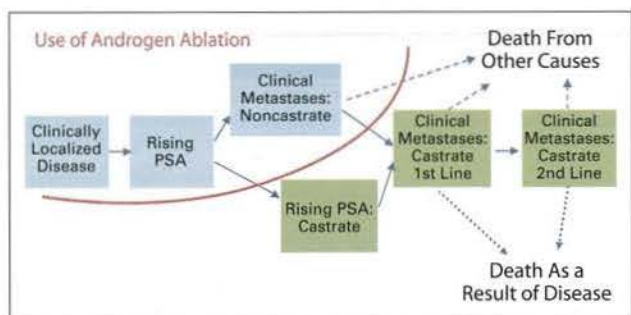 Use of Androgen Ablation
Death From
Other Causes
Clinical
Metastases:
Noncastrate
Clinically
Localized
Disease
Rising
PSA
Clinical
Metastases:
Castrate
1st Line
Clinical
Metastases:
Castrate
2nd Line
Rising PSA:
Castrate
Death As a
Result of Disease